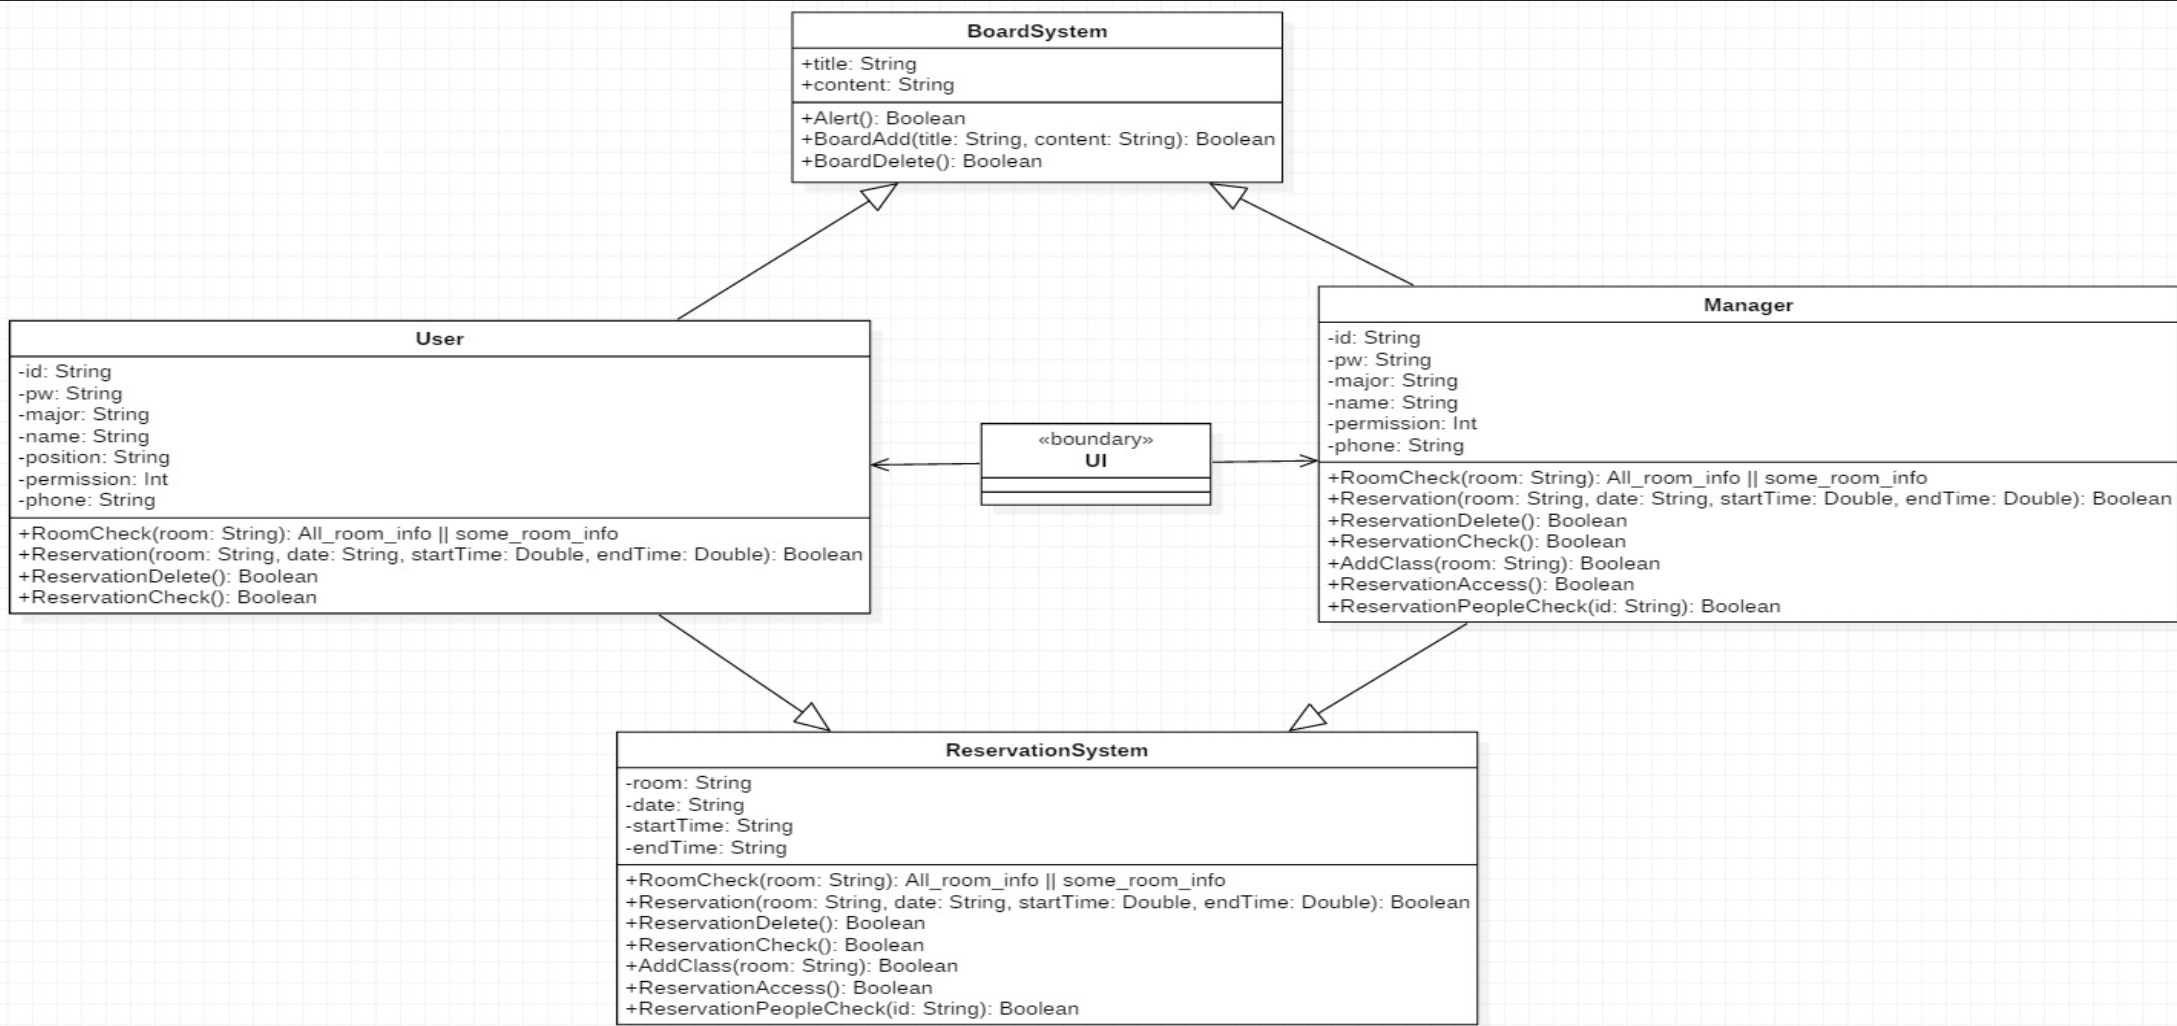 BoardSystem
+title: String
+content: String
+Alert(): Boolean
+BoardAdd(title: String, content: String): Boolean
+BoardDelete(): Boolean
User
-id: String
-pw: String
-major: String
-name: String
-position: String
-permission: Int
-phone: String
+RoomCheck(room: String): All_room_info || some_room_info
+Reservation(room: String, date: String, startTime: Double, endTime: Double): Boolean
+ReservationDelete(): Boolean
+ReservationCheck(): Boolean
«boundary»
UI
Manager
-id: String
-pw: String
-major: String
-name: String
-permission: Int
-phone: String
+RoomCheck(room: String): All_room_info || some_room_info
+Reservation(room: String, date: String, startTime: Double, endTime: Double): Boolean
+ReservationDelete(): Boolean
+ReservationCheck(): Boolean
+AddClass(room: String): Boolean
+ReservationAccess(): Boolean
+ReservationPeopleCheck(id: String): Boolean
ReservationSystem
-room: String
-date: String
-startTime: String
-endTime: String
+RoomCheck(room: String): All_room_info || some_room_info
+Reservation(room: String, date: String, startTime: Double, endTime: Double): Boolean
+ReservationDelete(): Boolean
+ReservationCheck(): Boolean
+AddClass(room: String): Boolean
+ReservationAccess(): Boolean
+ReservationPeopleCheck(id: String): Boolean